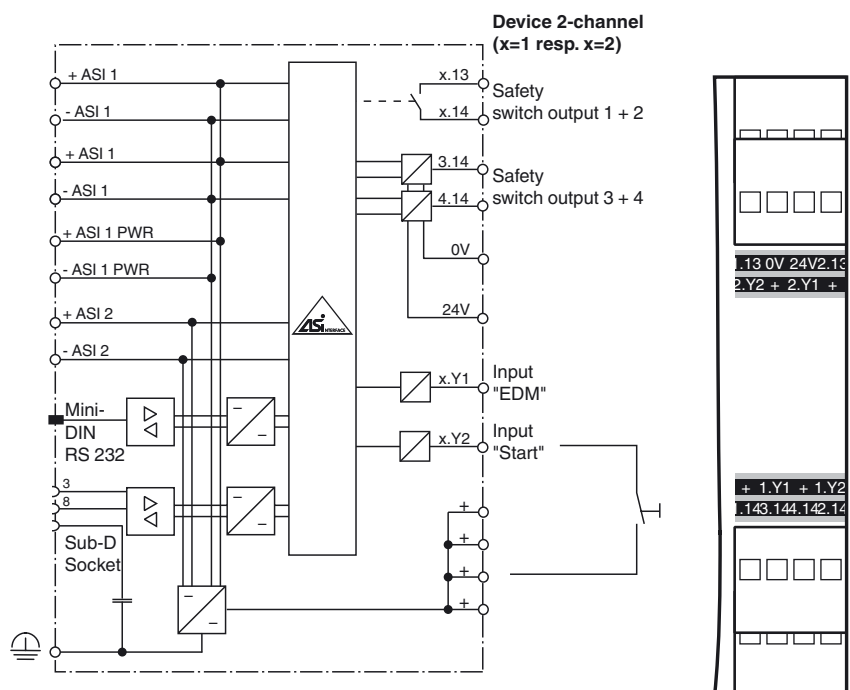 Device 2-channel
(x=1 resp. x=2)
+ ASI 1
- ASI 1
+ ASI 1
- ASI 1
+ ASI 1 PWR
- ASI 1 PWR
+ ASI 2
- ASI 2
Mini-
DIN
RS 232
3
8
Sub-D
Socket
ASi INTERFACE
x.13
x.14
Safety
switch output 1 + 2
3.14
4.14
Safety
switch output 3 + 4
0V
24V
x.Y1
Input
"EDM"
x.Y2
Input
"Start"
+
+
+
+
.13 0V 24V2.13
2.Y2 + 2.Y1 +
+ 1.Y1 + 1.Y2
.143.144.142.14